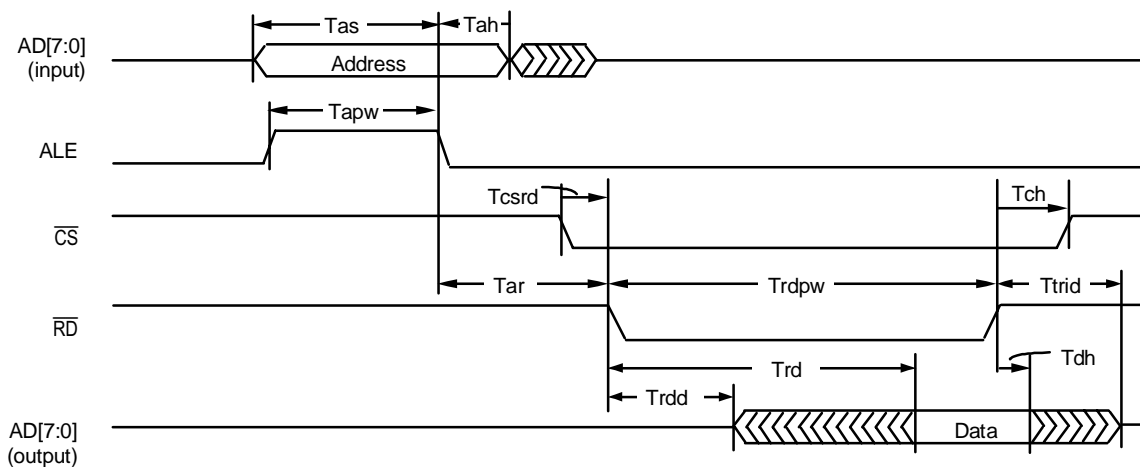 Tas
Tah
AD[7:0]
(input)
Address
Tapw
ALE
Tcsrd
Tch
CS
Tar
Trdpw
Ttrid
RD
Trd
Tdh
Trdd
AD[7:0]
(output)
Data